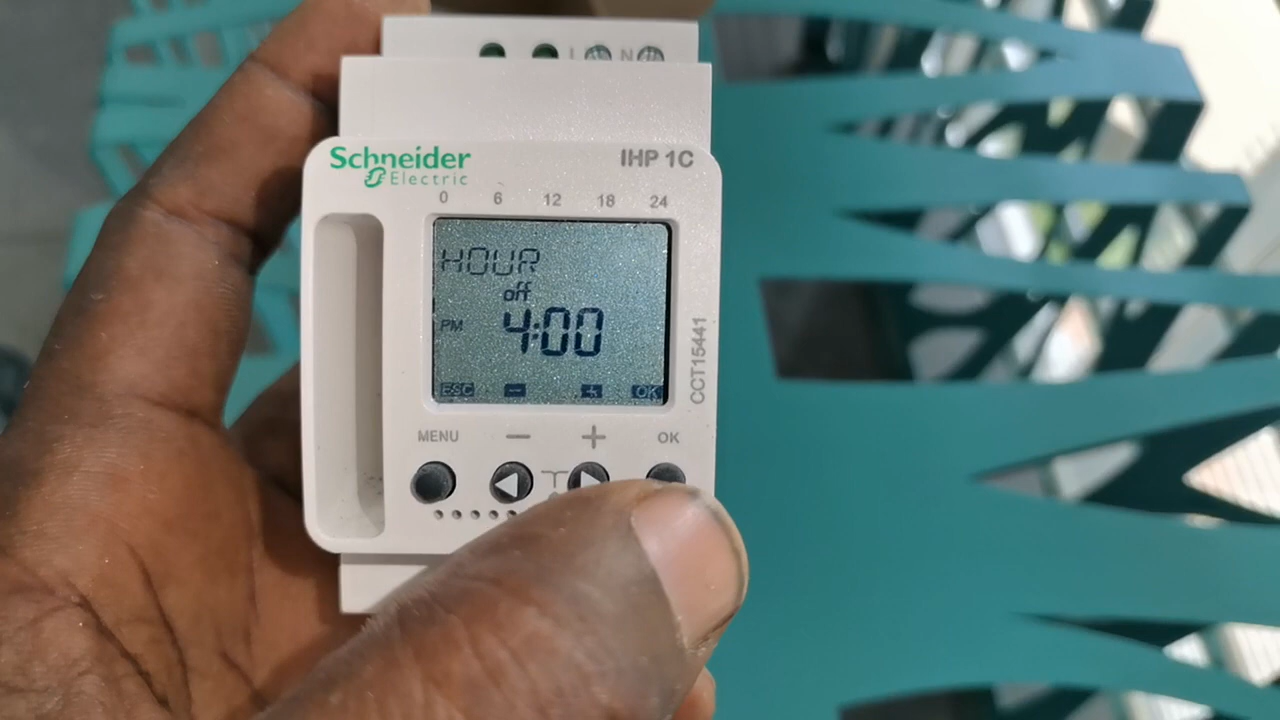 L N
Schneider
Electric
IHP 1C
0 6 12 18 24
HOUR
off
PM 4:00
ESC - + OK
CCT15441
MENU - + OK